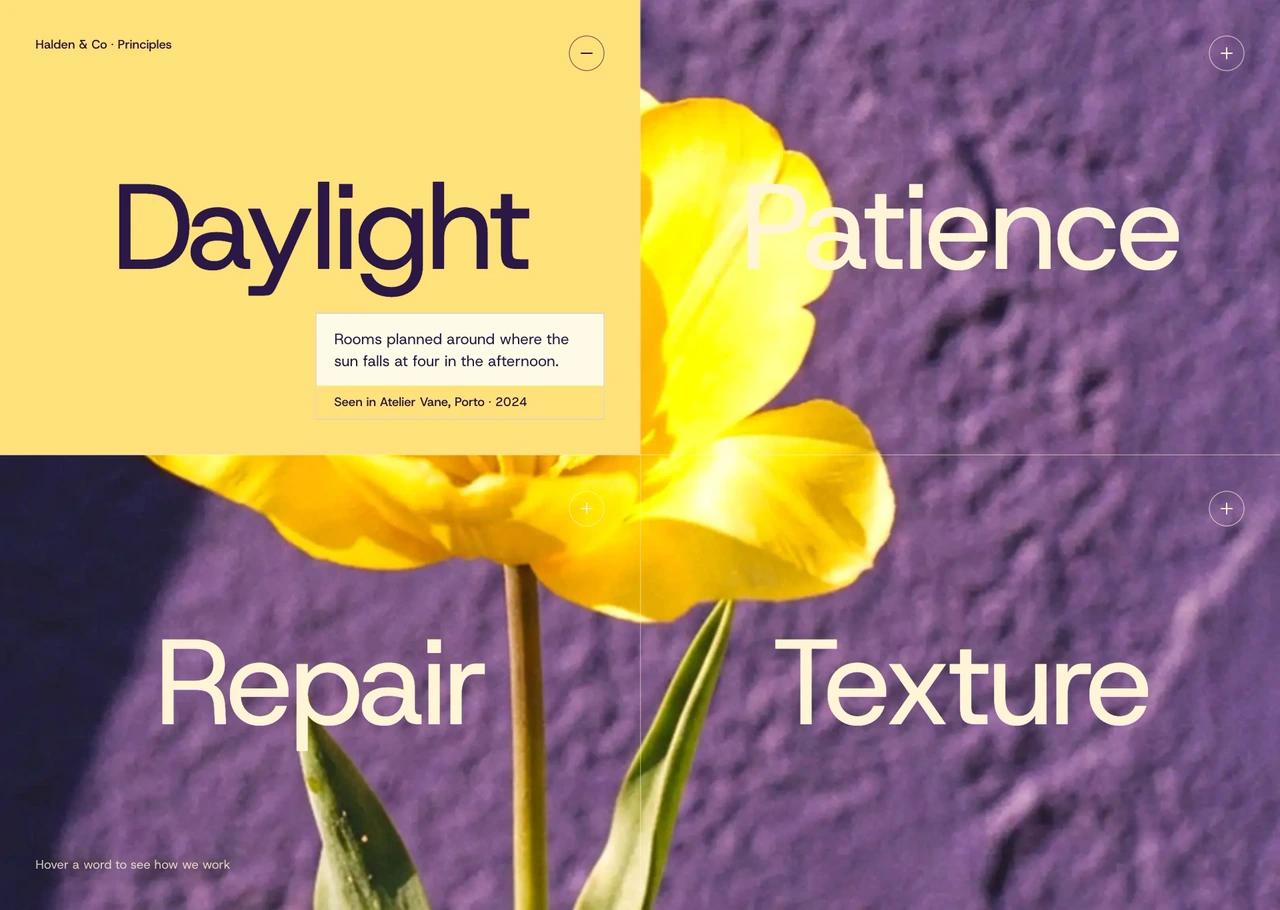 Halden & Co · Principles
Daylight
Rooms planned around where the
sun falls at four in the afternoon.
Seen in Atelier Vane, Porto · 2024
Patience
Repair
Texture
Hover a word to see how we work